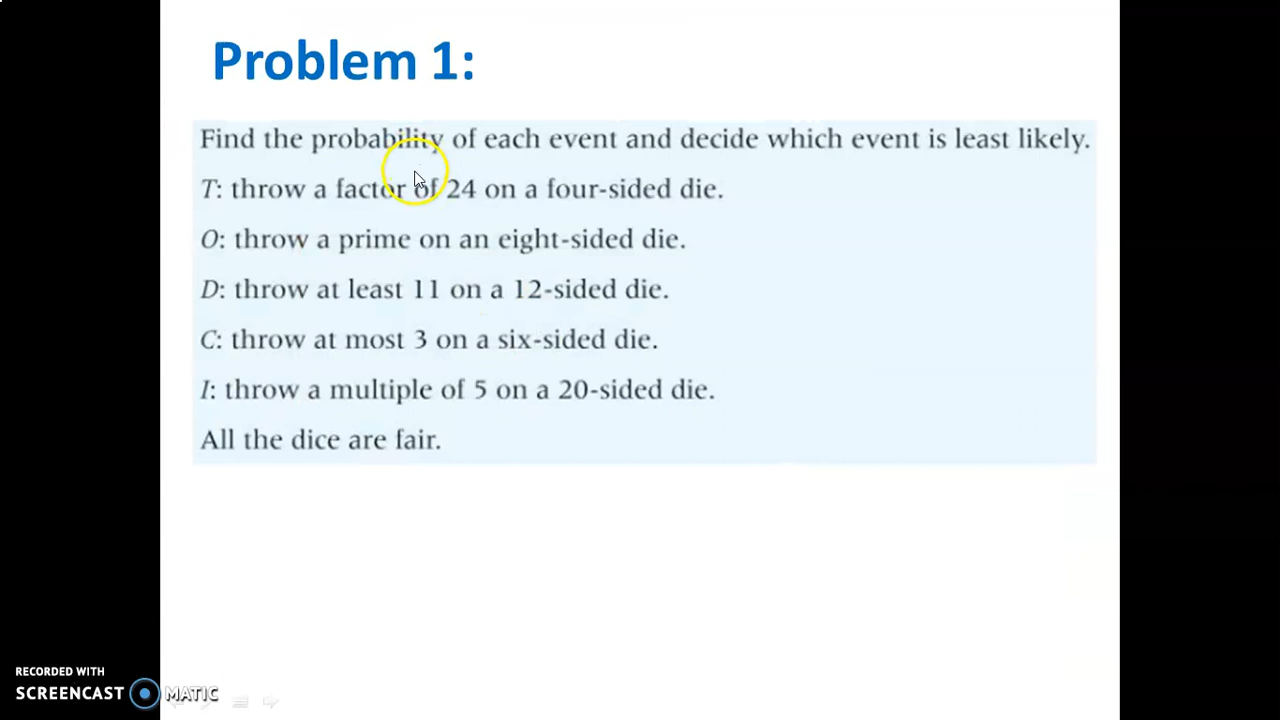 Problem 1:
Find the probability of each event and decide which event is least likely.
T: throw a factor of 24 on a four-sided die.
O: throw a prime on an eight-sided die.
D: throw at least 11 on a 12-sided die.
C: throw at most 3 on a six-sided die.
I: throw a multiple of 5 on a 20-sided die.
All the dice are fair.
RECORDED WITH
SCREENCAST MATIC